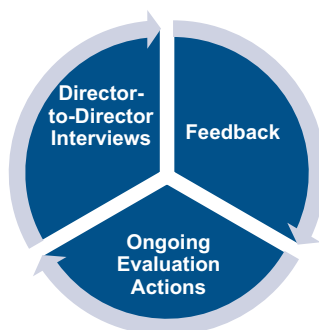 Director-
to-Director
Interviews
Feedback
Ongoing
Evaluation
Actions